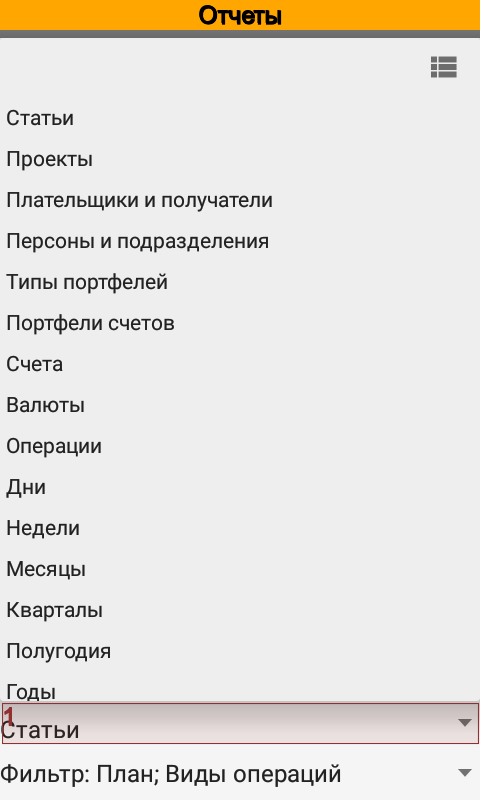 Отчеты
Статьи
Проекты
Плательщики и получатели
Персоны и подразделения
Типы портфелей
Портфели счетов
Счета
Валюты
Операции
Дни
Недели
Месяцы
Кварталы
Полугодия
Годы
1
Статьи
Фильтр: План; Виды операций